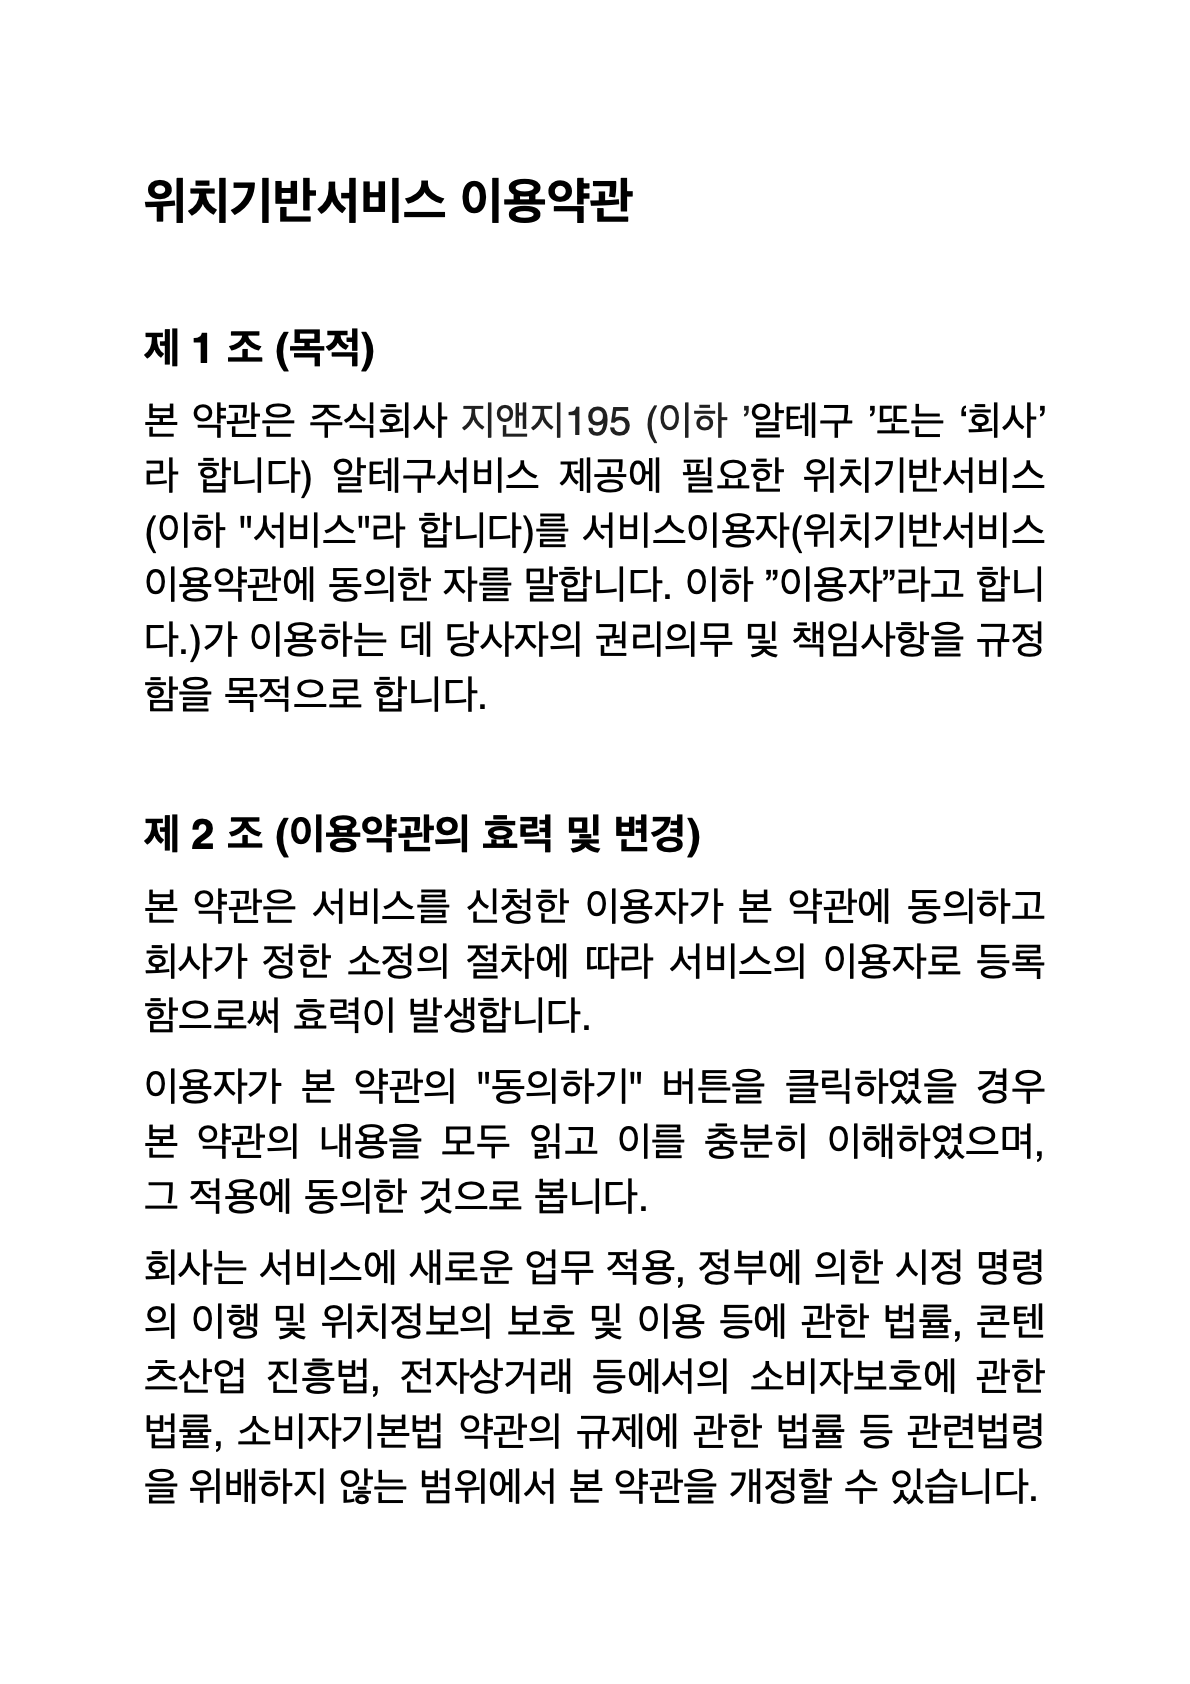 위치기반서비스 이용약관
제 1 조 (목적)
본 약관은 주식회사 지앤지195 (이하 ’알테구 ’또는 ‘회사’
라 합니다) 알테구서비스 제공에 필요한 위치기반서비스
(이하 "서비스"라 합니다)를 서비스이용자(위치기반서비스
이용약관에 동의한 자를 말합니다. 이하 ”이용자”라고 합니
다.)가 이용하는 데 당사자의 권리의무 및 책임사항을 규정
함을 목적으로 합니다.
제 2 조 (이용약관의 효력 및 변경)
본 약관은 서비스를 신청한 이용자가 본 약관에 동의하고
회사가 정한 소정의 절차에 따라 서비스의 이용자로 등록
함으로써 효력이 발생합니다.
이용자가 본 약관의 "동의하기" 버튼을 클릭하였을 경우
본 약관의 내용을 모두 읽고 이를 충분히 이해하였으며,
그 적용에 동의한 것으로 봅니다.
회사는 서비스에 새로운 업무 적용, 정부에 의한 시정 명령
의 이행 및 위치정보의 보호 및 이용 등에 관한 법률, 콘텐
츠산업 진흥법, 전자상거래 등에서의 소비자보호에 관한
법률, 소비자기본법 약관의 규제에 관한 법률 등 관련법령
을 위배하지 않는 범위에서 본 약관을 개정할 수 있습니다.